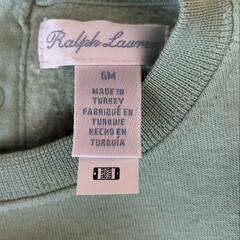 Ralph Lauren
6M
MADE IN
TURKEY
FABRIQUÉ EN
TURQUIE
HECHO EN
TURQUÍA